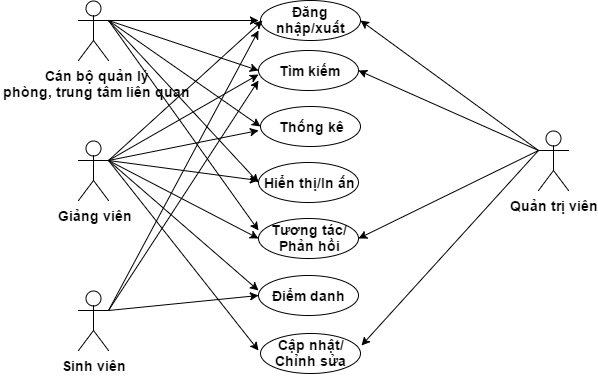 Đăng
nhập/xuất
Cán bộ quản lý
phòng, trung tâm liên quan
Tìm kiếm
Thống kê
Giảng viên
Hiển thị/In ấn
Quản trị viên
Tương tác/
Phản hồi
Điểm danh
Sinh viên
Cập nhật/
Chỉnh sửa